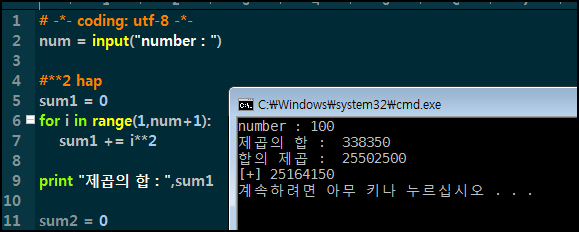 1 # -*- coding: utf-8 -*-
2 num = input("number : ")
3
4 #**2 hap
5 sum1 = 0
6 for i in range(1,num+1):
7 sum1 += i**2
8
9 print "제곱의 합 : ",sum1
10
11 sum2 = 0
C:\Windows\system32\cmd.exe
number : 100
제곱의 합 :  338350
합의 제곱 :  25502500
[+] 25164150
계속하려면 아무 키나 누르십시오 . . .